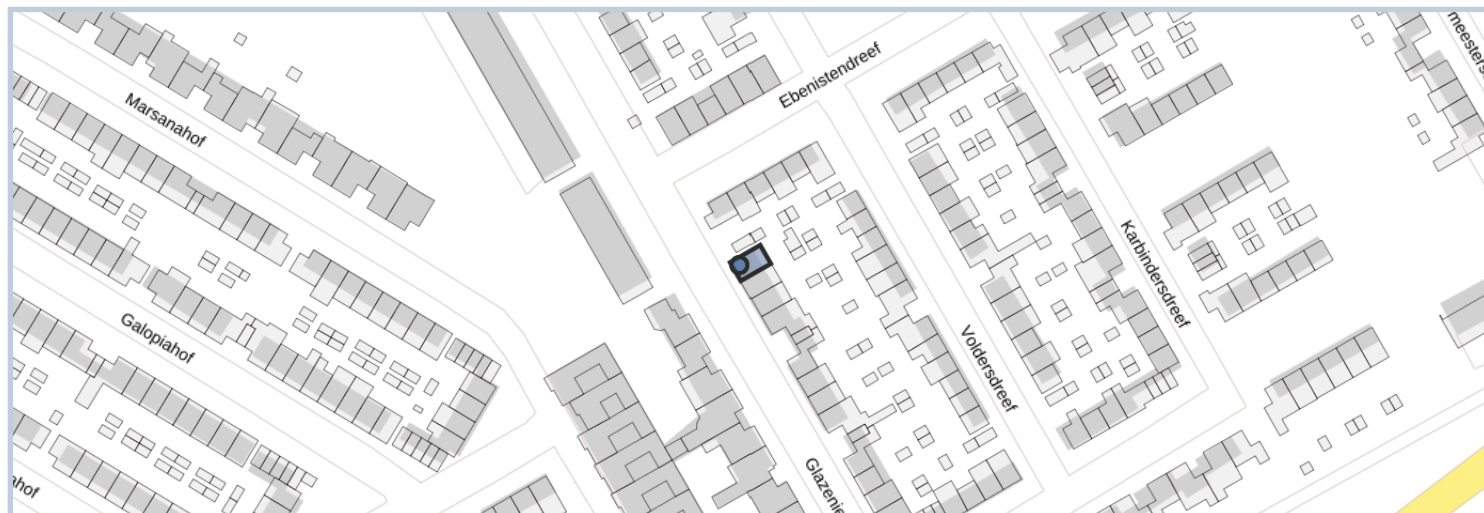 Marsanahof
Ebenistendreef
Karbindersdreef
Galopiahof
Voldersdreef